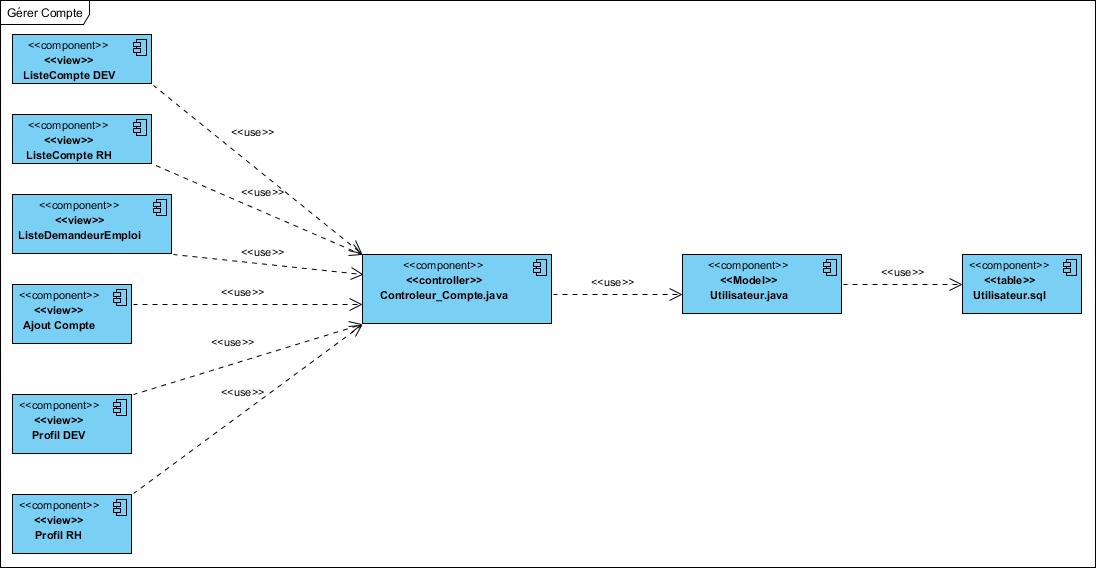 Gérer Compte
<<component>>
<<view>>
ListeCompte DEV
<<use>>
<<component>>
<<view>>
ListeCompte RH
<<use>>
<<component>>
<<view>>
ListeDemandeurEmploi
<<use>>
<<component>>
<<view>>
Ajout Compte
<<use>>
<<component>>
<<view>>
Profil DEV
<<use>>
<<component>>
<<view>>
Profil RH
<<use>>
<<component>>
<<controller>>
Controleur_Compte.java
<<use>>
<<component>>
<<Model>>
Utilisateur.java
<<use>>
<<component>>
<<table>>
Utilisateur.sql